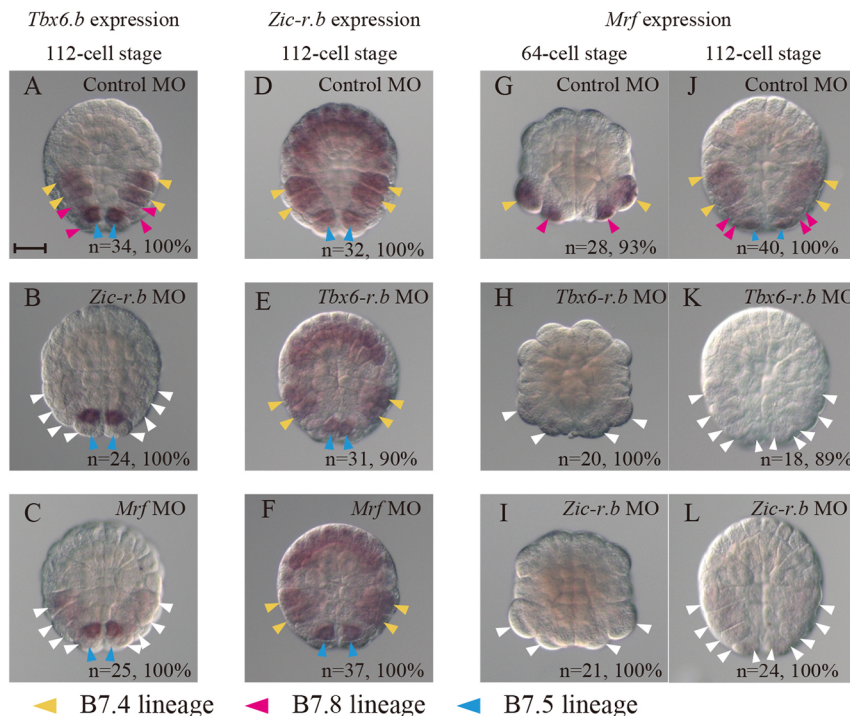 Tbx6.b expression
Zic-r.b expression
Mrf expression
112-cell stage
112-cell stage
64-cell stage
112-cell stage
A
Control MO
n=34, 100%
D
Control MO
n=32, 100%
G
Control MO
n=28, 93%
J
Control MO
n=40, 100%
B
Zic-r.b MO
n=24, 100%
E
Tbx6-r.b MO
n=31, 90%
H
Tbx6-r.b MO
n=20, 100%
K
Tbx6-r.b MO
n=18, 89%
C
Mrf MO
n=25, 100%
F
Mrf MO
n=37, 100%
I
Zic-r.b MO
n=21, 100%
L
Zic-r.b MO
n=24, 100%
B7.4 lineage
B7.8 lineage
B7.5 lineage